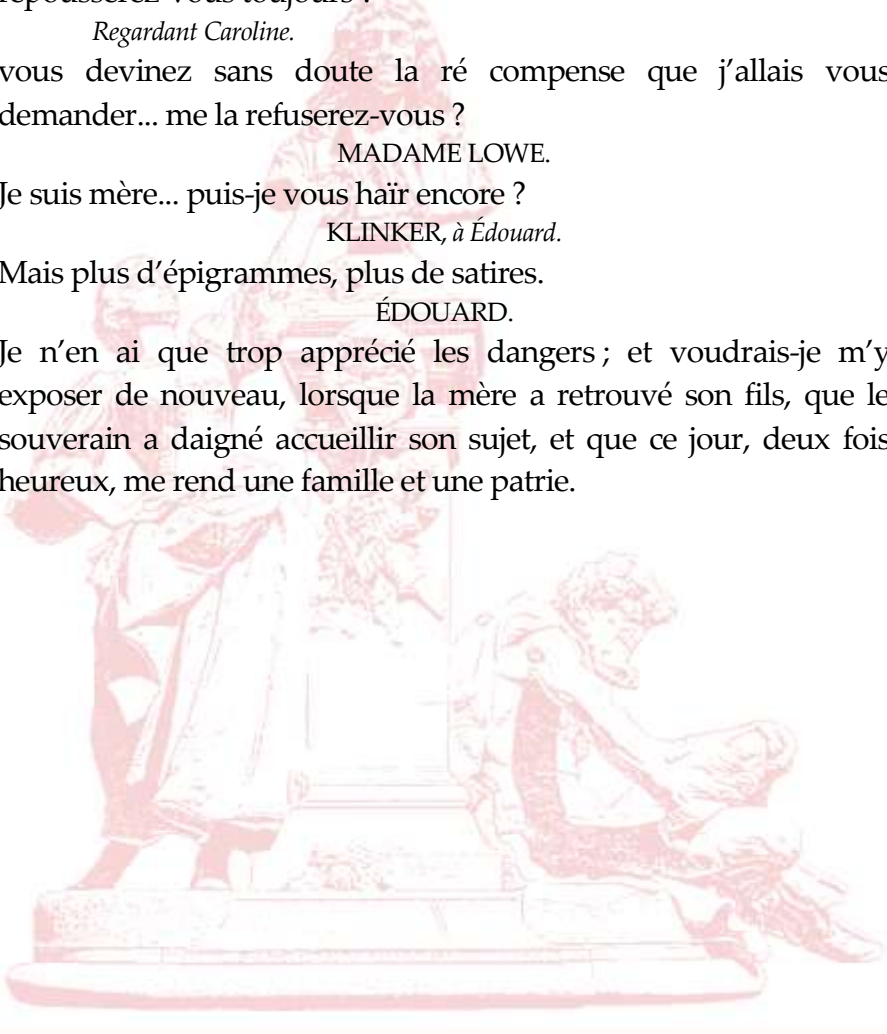 repousserez-vous toujours ?
Regardant Caroline.
vous devinez sans doute la ré compense que j’allais vous
demander... me la refuserez-vous ?
MADAME LOWE.
Je suis mère... puis-je vous haïr encore ?
KLINKER, à Édouard.
Mais plus d’épigrammes, plus de satires.
ÉDOUARD.
Je n’en ai que trop apprécié les dangers ; et voudrais-je m’y
exposer de nouveau, lorsque la mère a retrouvé son fils, que le
souverain a daigné accueillir son sujet, et que ce jour, deux fois
heureux, me rend une famille et une patrie.